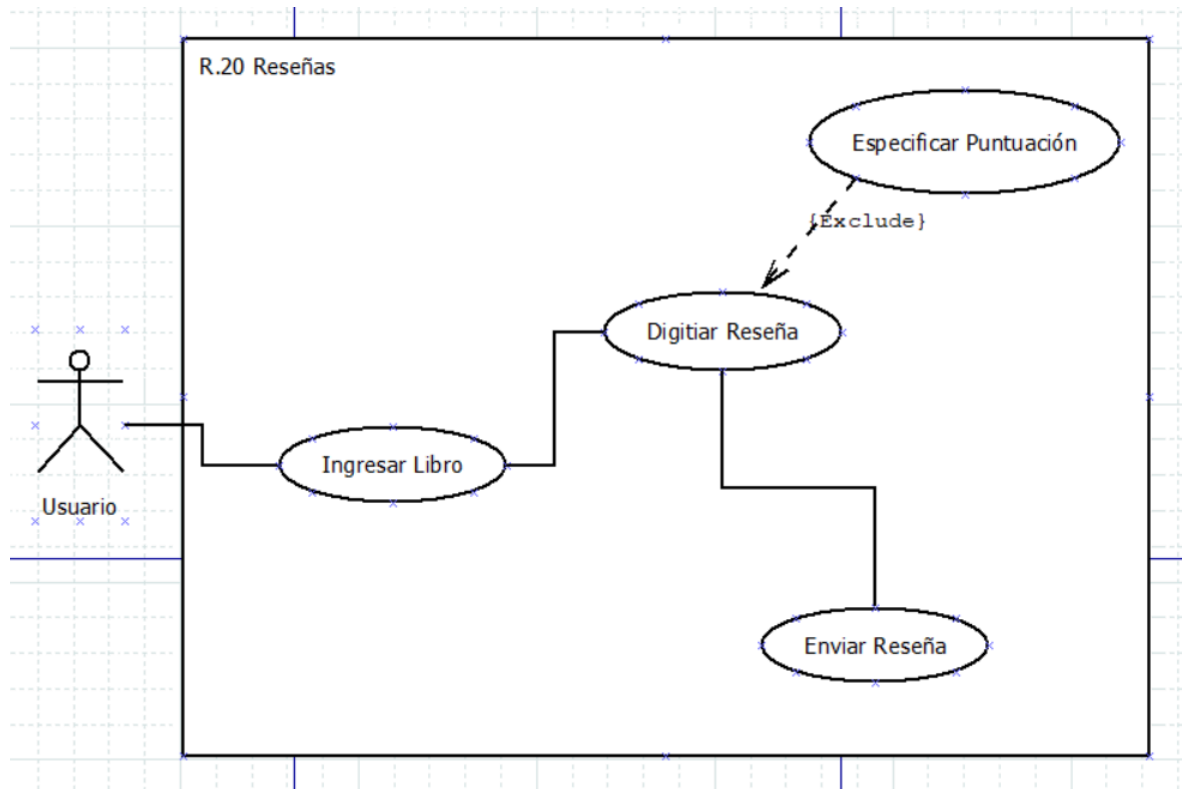 R.20 Reseñas
Especificar Puntuación
{Exclude}
Digitiar Reseña
Ingresar Libro
Usuario
Enviar Reseña